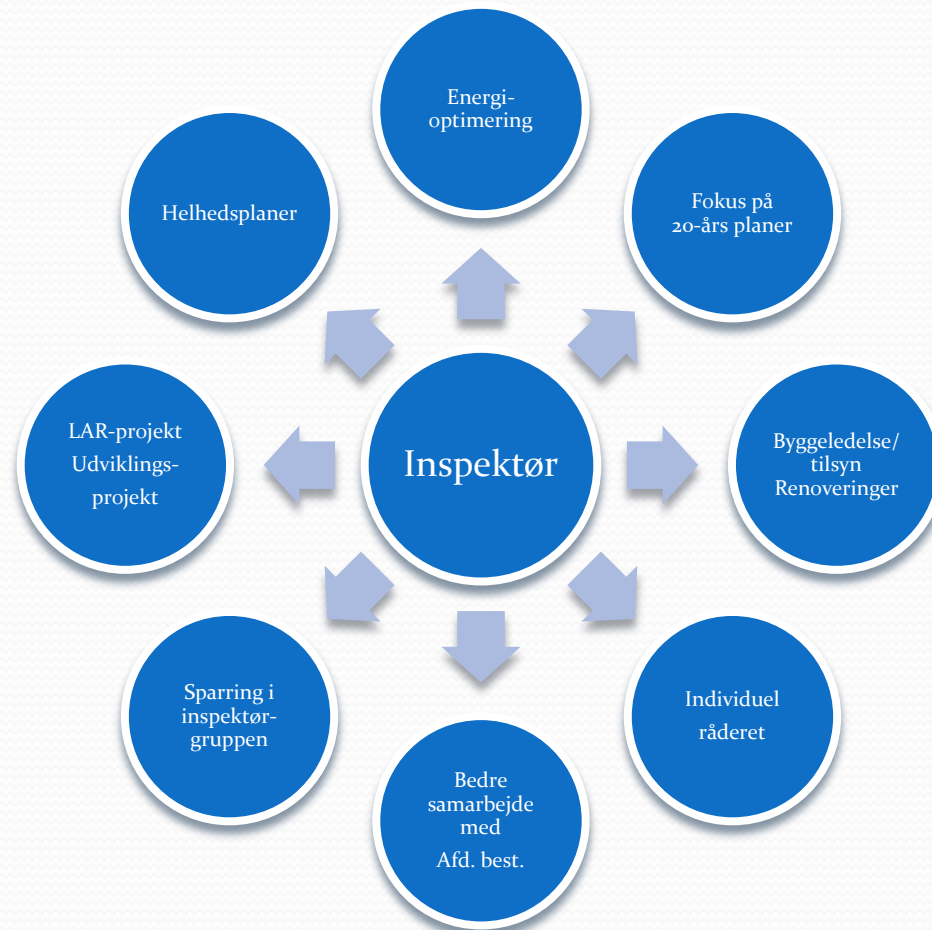 Energi-
optimering
Fokus på
20-års planer
Byggeledelse/
tilsyn
Renoveringer
Individuel
råderet
Bedre
samarbejde
med
Afd. best.
Sparring i
inspektør-
gruppen
LAR-projekt
Udviklings-
projekt
Helhedsplaner
Inspektør